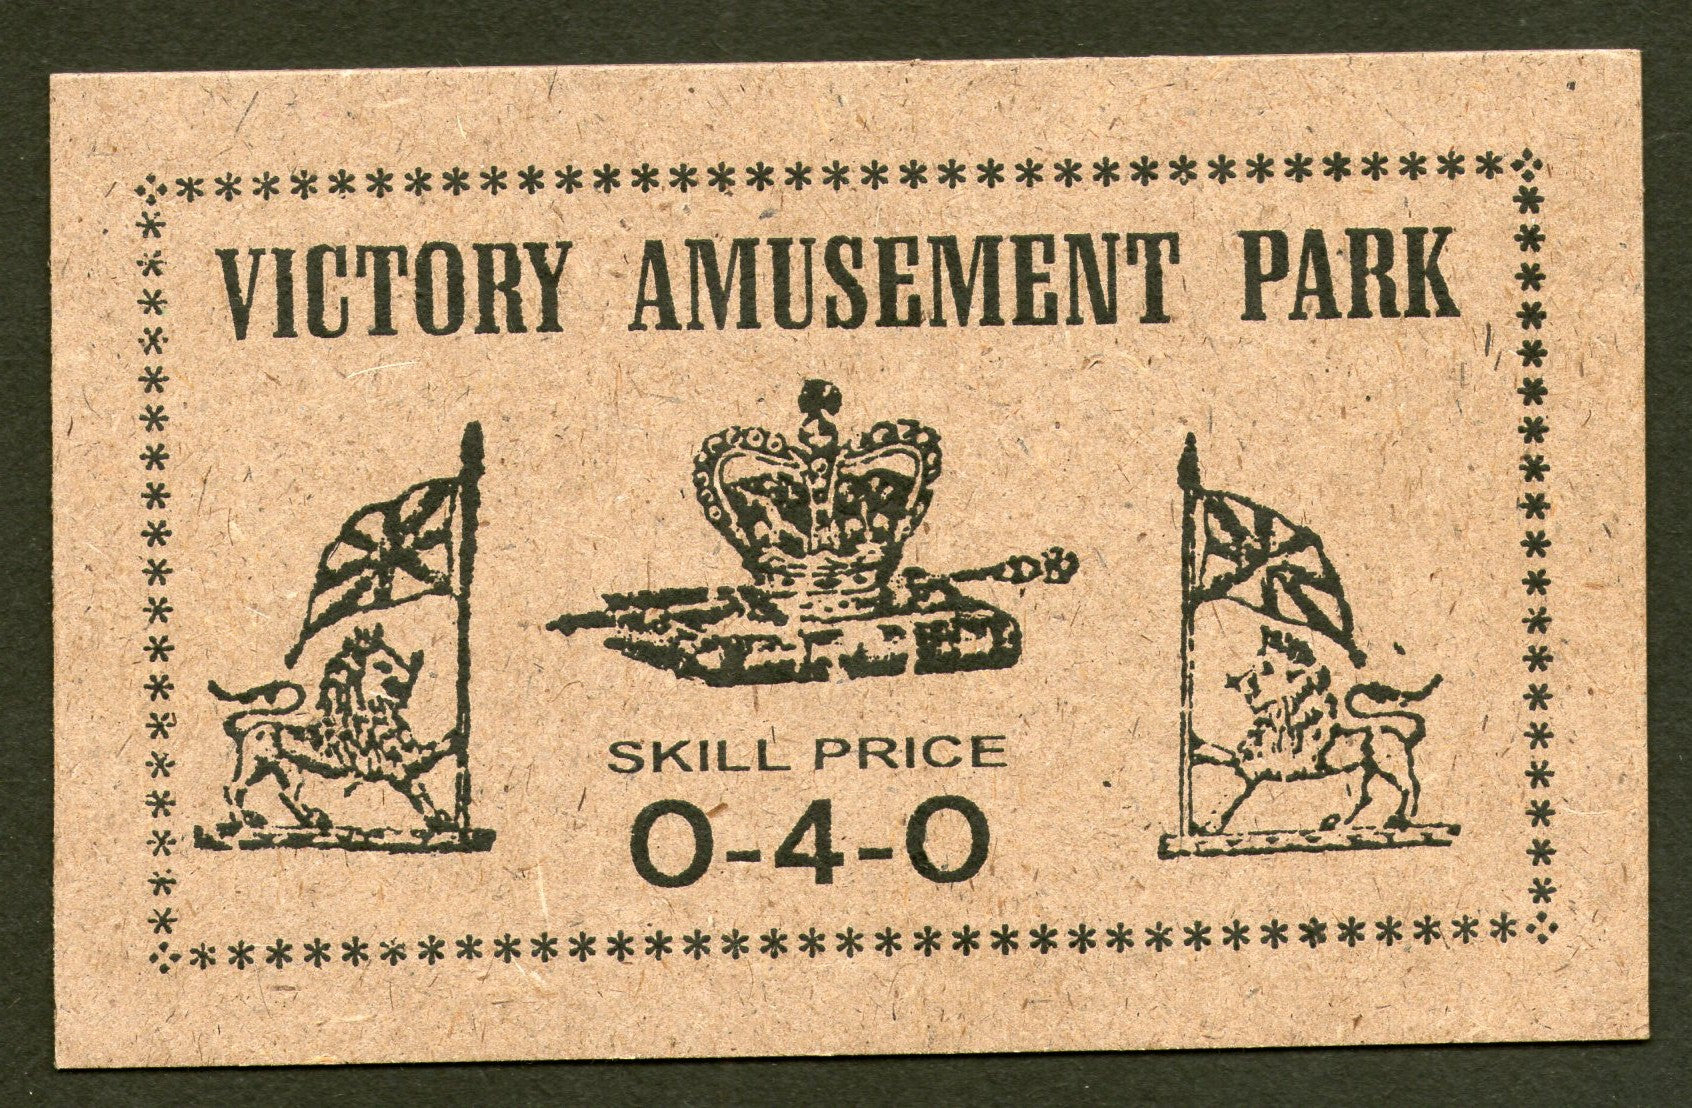 VICTORY AMUSEMENT PARK
SKILL PRICE
0-4-0